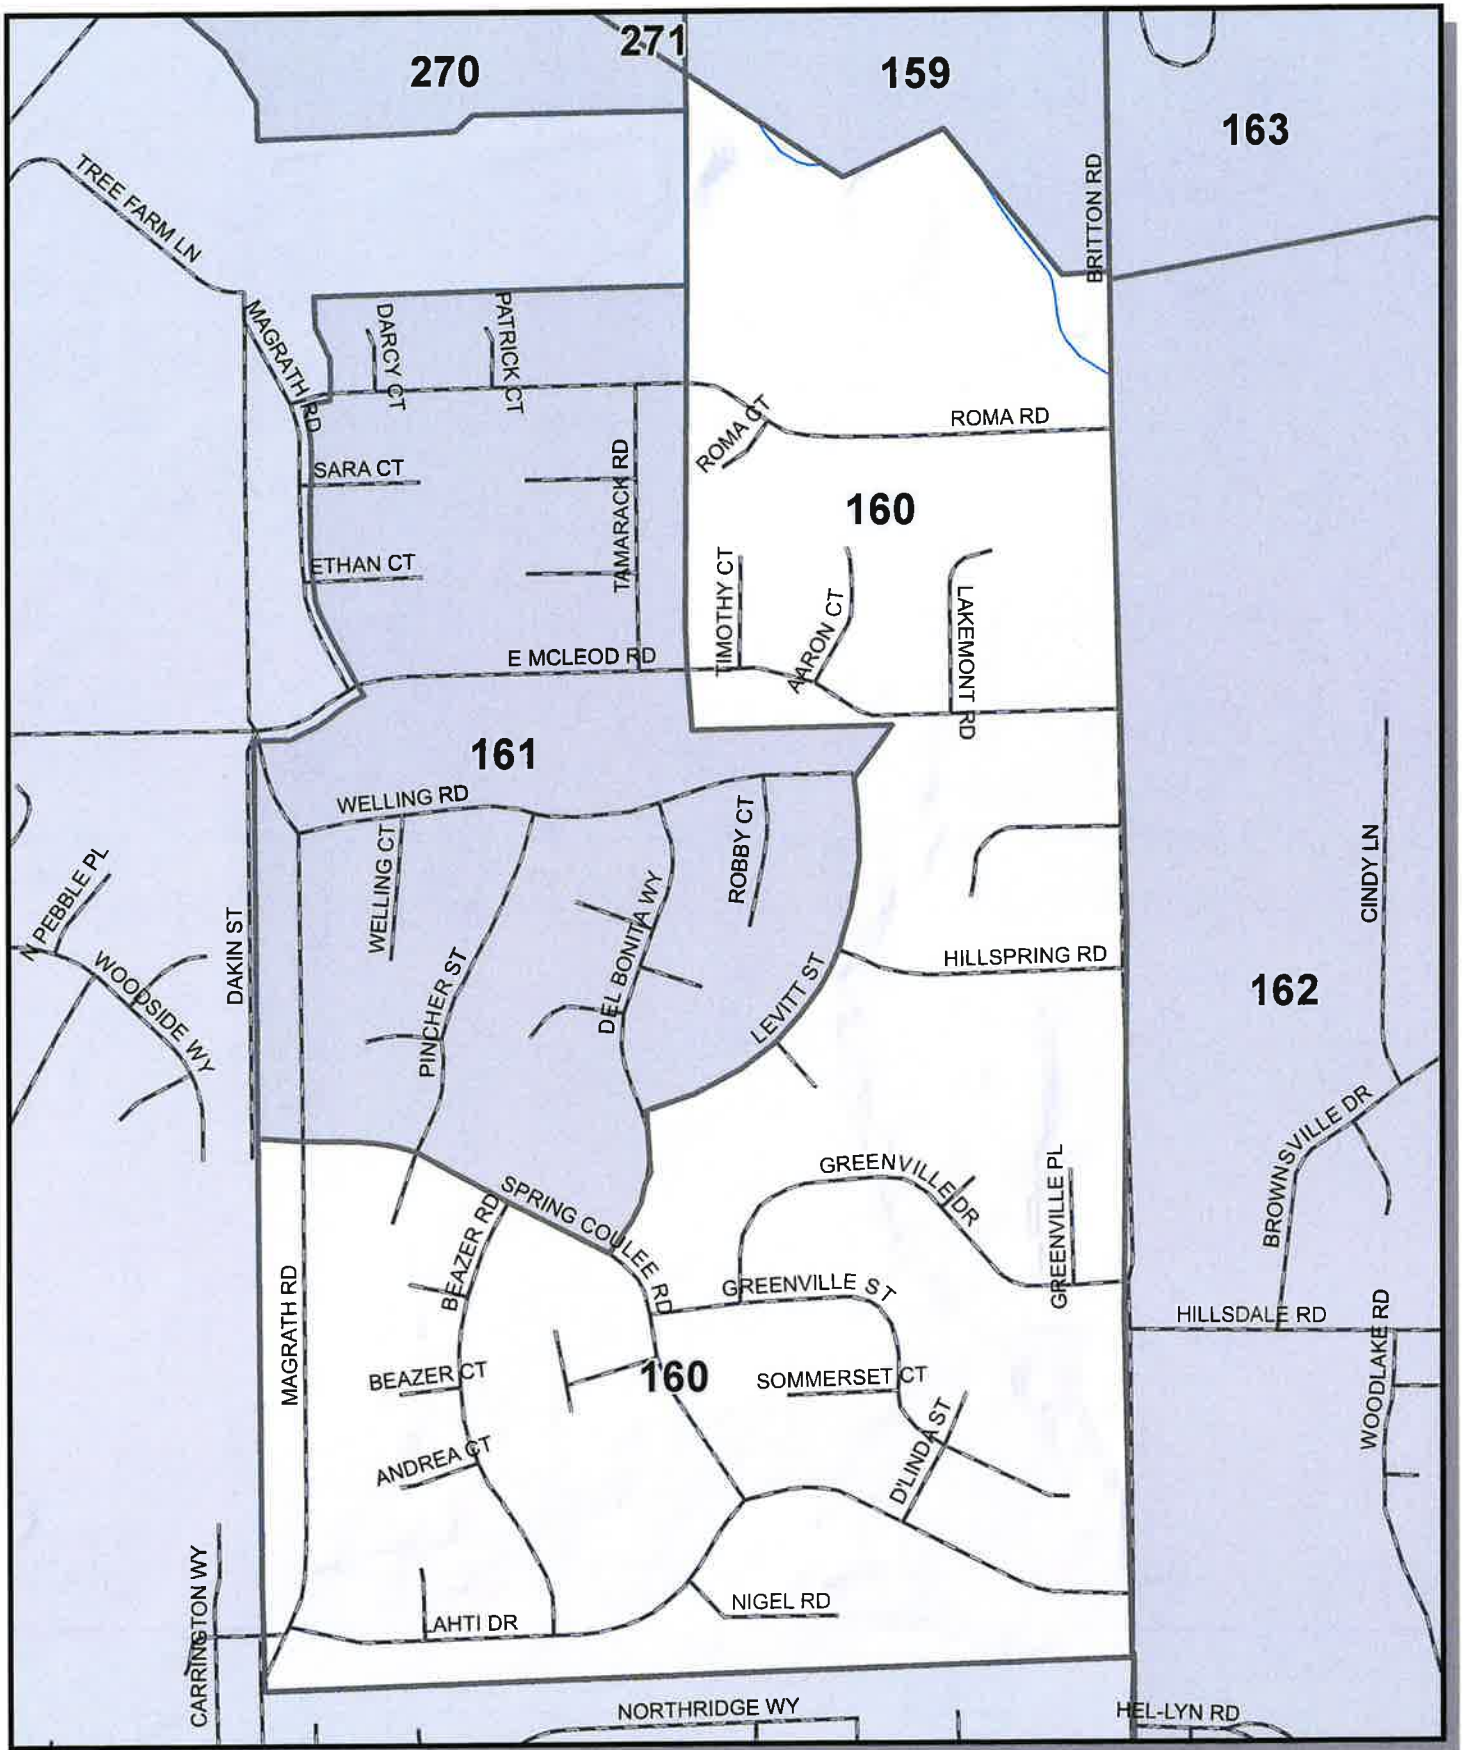 271
270
159
163
BRITTON RD
TREE FARM LN
MAGRATH RD
DARCY CT
PATRICK CT
ROMA CT
ROMA RD
SARA CT
TAMARACK RD
160
ETHAN CT
TIMOTHY CT
AARON CT
LAKEMONT RD
E MCLEOD RD
161
WELLING RD
WELLING CT
ROBBY CT
CINDY LN
N PEBBLE PL
DEL BONITA WY
DAKIN ST
PINCHER ST
HILLSPRING RD
WOODSIDE WY
LEVITT ST
162
BROWNSVILLE DR
GREENVILLE DR
GREENVILLE PL
SPRING COULEE RD
BEAZER RD
GREENVILLE ST
HILLSDALE RD
MAGRATH RD
WOODLAKE RD
BEAZER CT
160
SOMMERSET CT
ANDREA CT
D'LINDA ST
CARRINGTON WY
NIGEL RD
LAHTI DR
NORTHRIDGE WY
HEL-LYN RD